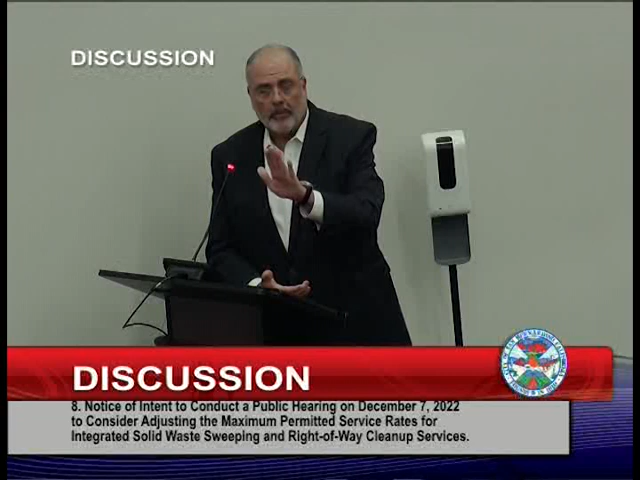 DISCUSSION
DISCUSSION
8. Notice of Intent to Conduct a Public Hearing on December 7, 2022
to Consider Adjusting the Maximum Permitted Service Rates for
Integrated Solid Waste Sweeping and Right-of-Way Cleanup Services.